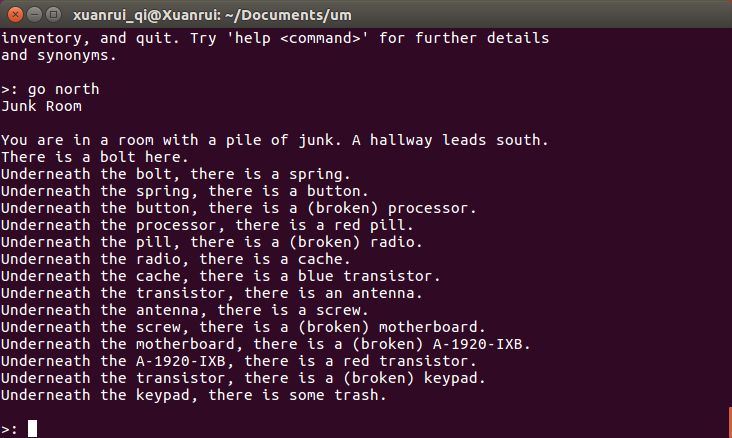 xuanrui_qi@Xuanrui: ~/Documents/um
inventory, and quit. Try 'help <command>' for further details
and synonyms.
>: go north
Junk Room
You are in a room with a pile of junk. A hallway leads south.
There is a bolt here.
Underneath the bolt, there is a spring.
Underneath the spring, there is a button.
Underneath the button, there is a (broken) processor.
Underneath the processor, there is a red pill.
Underneath the pill, there is a (broken) radio.
Underneath the radio, there is a cache.
Underneath the cache, there is a blue transistor.
Underneath the transistor, there is an antenna.
Underneath the antenna, there is a screw.
Underneath the screw, there is a (broken) motherboard.
Underneath the motherboard, there is a (broken) A-1920-IXB.
Underneath the A-1920-IXB, there is a red transistor.
Underneath the transistor, there is a (broken) keypad.
Underneath the keypad, there is some trash.
>: